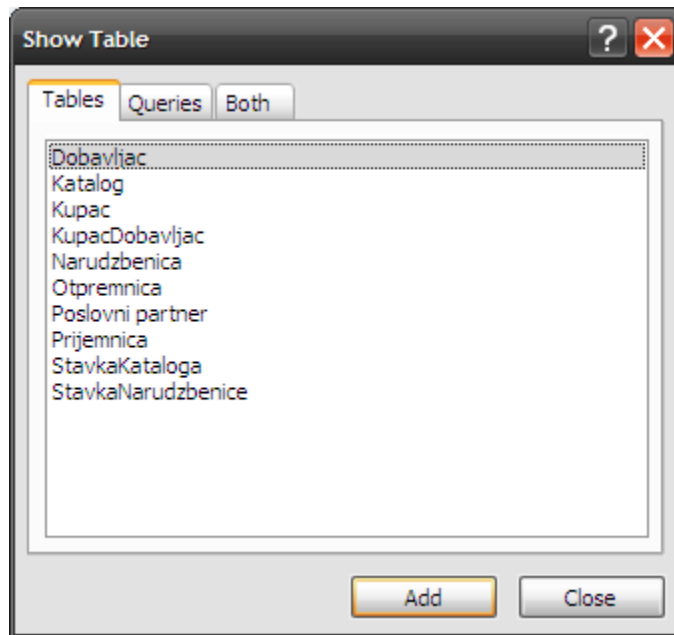 Show Table
?
Tables Queries Both
Dobavljac
Katalog
Kupac
KupacDobavljac
Narudzbenica
Otpremnica
Poslovni partner
Prijemnica
StavkaKataloga
StavkaNarudzbenice
Add Close